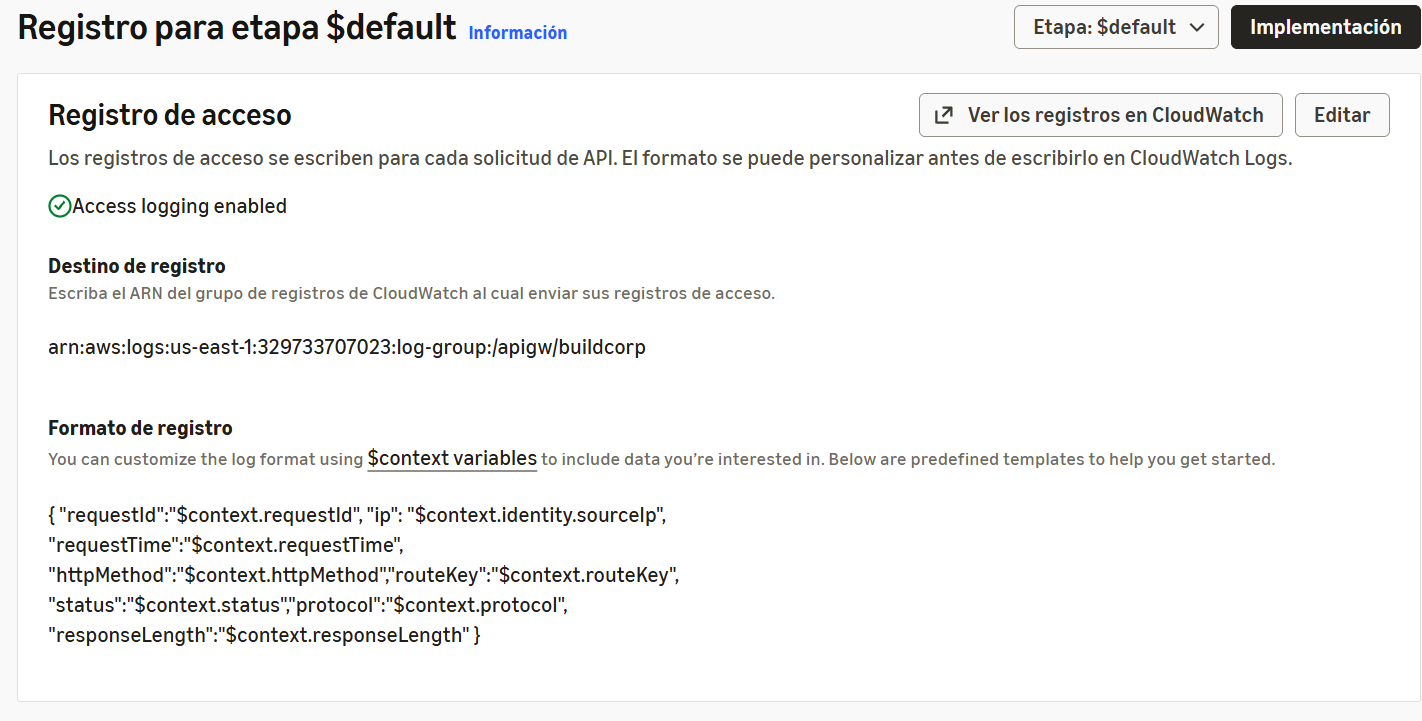 Registro para etapa $default Información
Etapa: $default
Implementación
Registro de acceso
Ver los registros en CloudWatch
Editar
Los registros de acceso se escriben para cada solicitud de API. El formato se puede personalizar antes de escribirlo en CloudWatch Logs.
Access logging enabled
Destino de registro
Escriba el ARN del grupo de registros de CloudWatch al cual enviar sus registros de acceso.
arn:aws:logs:us-east-1:329733707023:log-group:/apigw/buildcorp
Formato de registro
You can customize the log format using $context variables to include data you’re interested in. Below are predefined templates to help you get started.
{ "requestId":"$context.requestId", "ip": "$context.identity.sourceIp",
"requestTime":"$context.requestTime",
"httpMethod":"$context.httpMethod","routeKey":"$context.routeKey",
"status":"$context.status","protocol":"$context.protocol",
"responseLength":"$context.responseLength" }